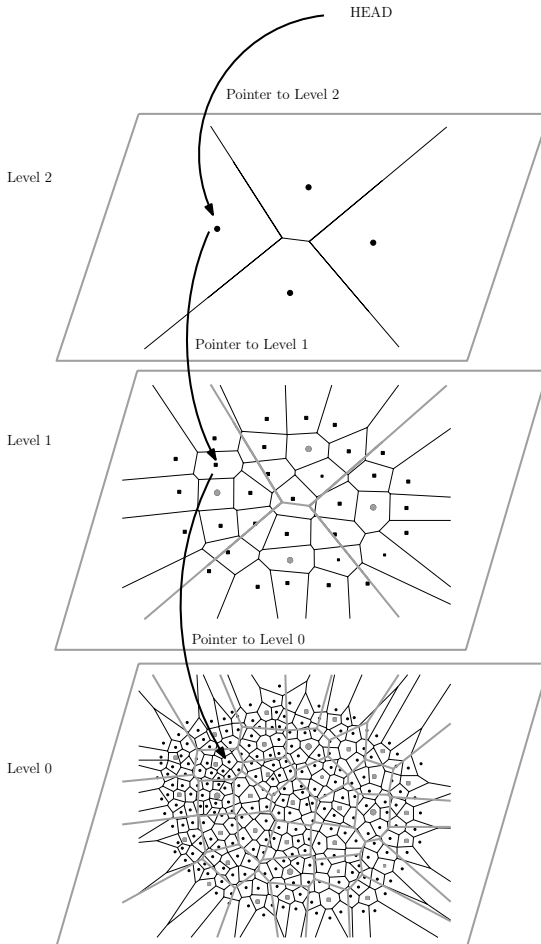 HEAD
Pointer to Level 2
Level 2
Pointer to Level 1
Level 1
Pointer to Level 0
Level 0